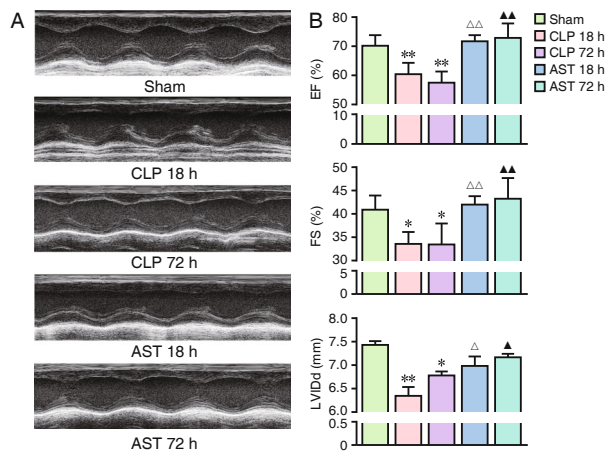 A
Sham
CLP 18 h
CLP 72 h
AST 18 h
AST 72 h
B
EF (%)
80
70
60
50
10
0
**
**
△△
▲▲
Sham
CLP 18 h
CLP 72 h
AST 18 h
AST 72 h
FS (%)
50
45
40
35
30
5
0
*
*
△△
▲▲
LVIDd (mm)
8.0
7.5
7.0
6.5
6.0
0.5
0
**
*
△
▲